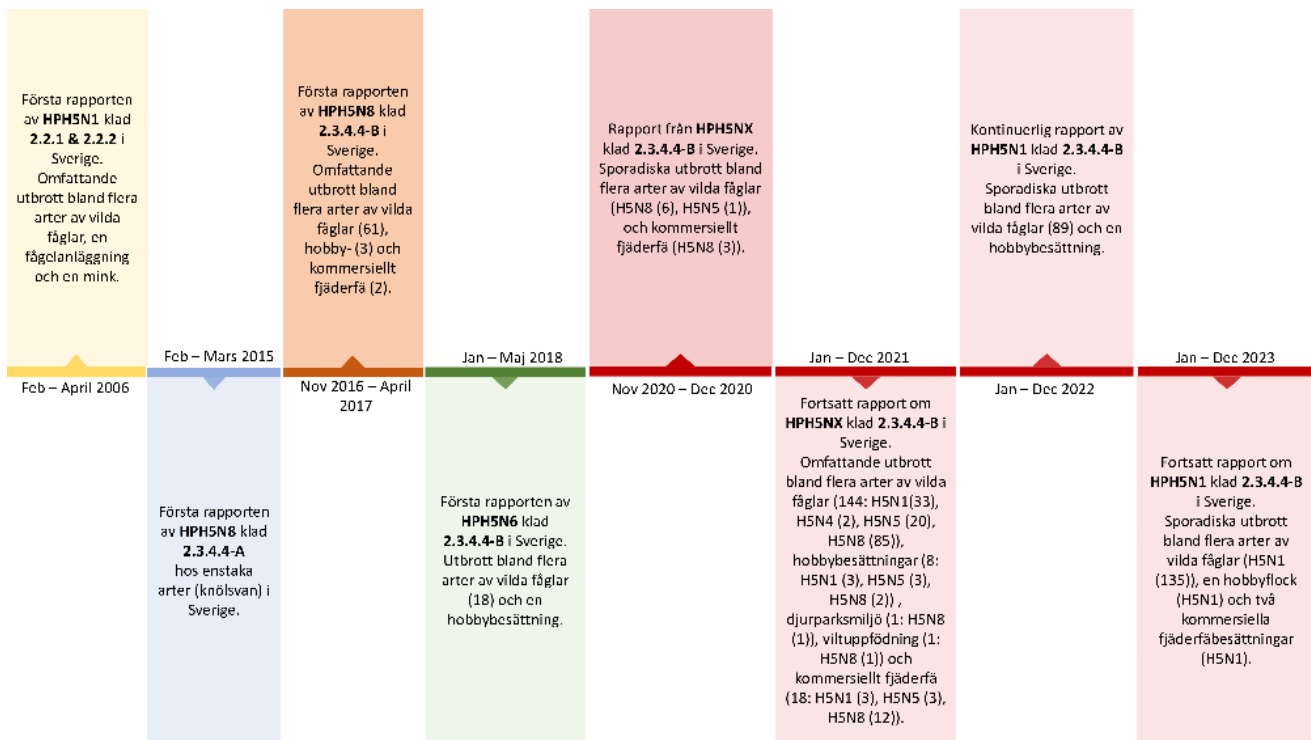 Första rapporten
av HPH5N1 klad
2.2.1 & 2.2.2 i
Sverige.
Omfattande
utbrott bland flera
arter av vilda
fåglar, en
fågelanläggning
och en mink.
Feb – April 2006
Feb – Mars 2015
Första rapporten
av HPH5N8 klad
2.3.4.4-A
hos enstaka
arter (knölsvan) i
Sverige.
Första rapporten
av HPH5N8 klad
2.3.4.4-B i
Sverige.
Omfattande
utbrott bland
flera arter av vilda
fåglar (61),
hobby- (3) och
kommersiellt
fjäderfä (2).
Nov 2016 – April
2017
Jan – Maj 2018
Första rapporten av
HPH5N6 klad
2.3.4.4-B i Sverige.
Utbrott bland flera
arter av vilda fåglar
(18) och en
hobbybesättning.
Rapport från HPH5NX
klad 2.3.4.4-B i Sverige.
Sporadiska utbrott bland
flera arter av vilda fåglar
(H5N8 (6), H5N5 (1)),
och kommersiellt
fjäderfä (H5N8 (3)).
Nov 2020 – Dec 2020
Jan – Dec 2021
Fortsatt rapport om
HPH5NX klad 2.3.4.4-B i
Sverige.
Omfattande utbrott
bland flera arter av vilda
fåglar (144: H5N1(33),
H5N4 (2), H5N5 (20),
H5N8 (85)),
hobbybesättningar (8:
H5N1 (3), H5N5 (3),
H5N8 (2)) ,
djurparksmiljö (1: H5N8
(1)), viltuppfödning (1:
H5N8 (1)) och
kommersiellt fjäderfä
(18: H5N1 (3), H5N5 (3),
H5N8 (12)).
Kontinuerlig rapport av
HPH5N1 klad 2.3.4.4-B
i Sverige.
Sporadiska utbrott
bland flera arter av
vilda fåglar (89) och en
hobbybesättning.
Jan – Dec 2022
Jan – Dec 2023
Fortsatt rapport om
HPH5N1 klad 2.3.4.4-B
i Sverige.
Sporadiska utbrott
bland flera arter av
vilda fåglar (H5N1
(135)), en hobbyflock
(H5N1) och två
kommersiella
fjäderfäbesättningar
(H5N1).